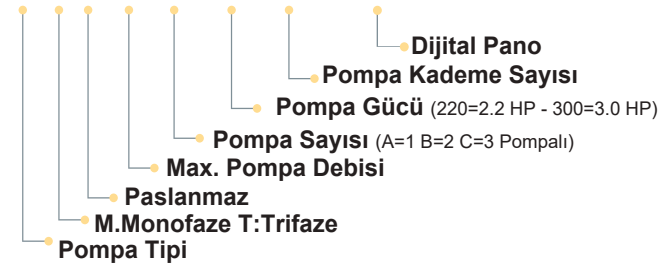 Dijital Pano
Pompa Kademe Sayısı
Pompa Gücü (220=2.2 HP - 300=3.0 HP)
Pompa Sayısı (A=1 B=2 C=3 Pompalı)
Max. Pompa Debisi
Paslanmaz
M.Monofaze T:Trifaze
Pompa Tipi